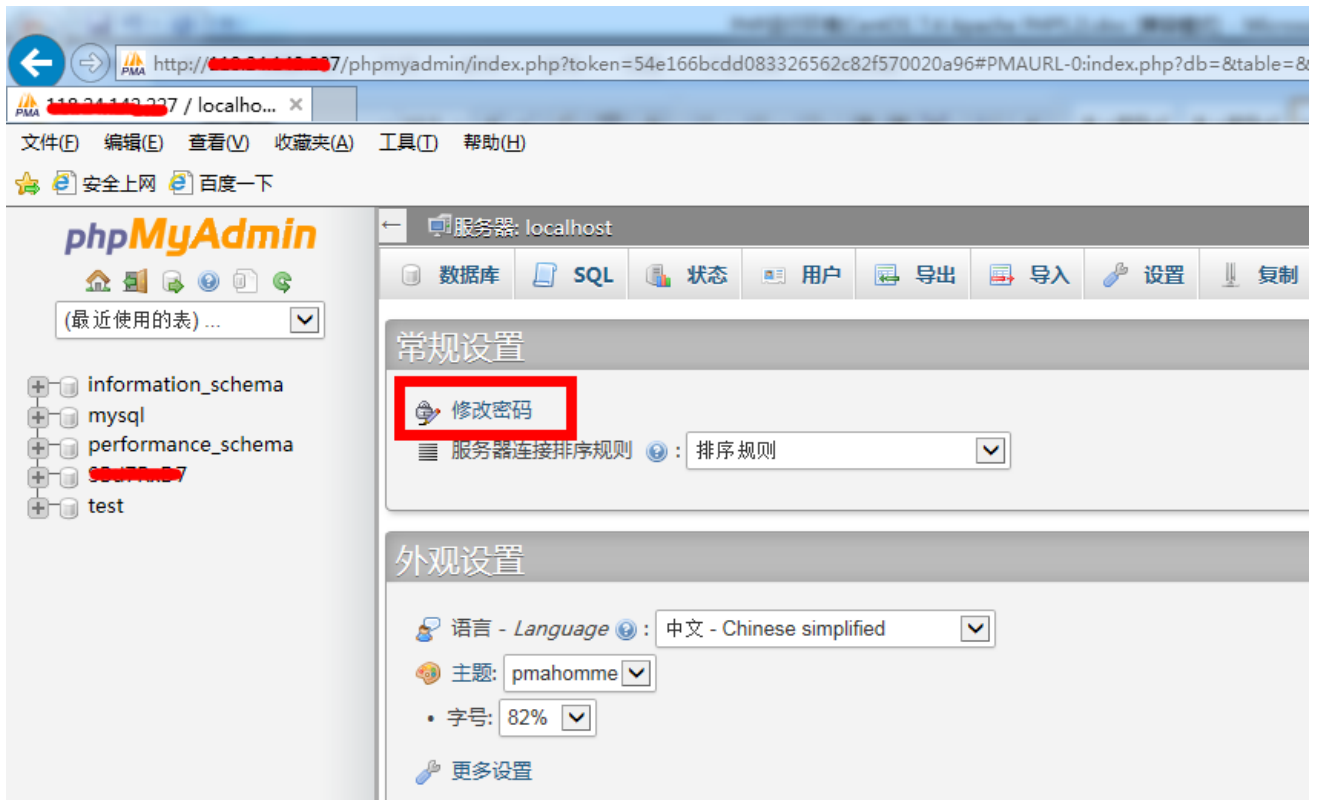 http:// 7/phpmyadmin/index.php?token=54e166bcdd083326562c82f570020a96#PMAURL-0:index.php?db=&table=&
PMA 7 / localho... ×
文件(F) 编辑(E) 查看(V) 收藏夹(A) 工具(T) 帮助(H)
安全上网 百度一下
phpMyAdmin
(最近使用的表) ...
information_schema
mysql
performance_schema
test
← 服务器: localhost
数据库 SQL 状态 用户 导出 导入 设置 复制
常规设置
修改密码
服务器连接排序规则 : 排序规则
外观设置
语言 - Language : 中文 - Chinese simplified
主题: pmahomme
• 字号: 82%
更多设置